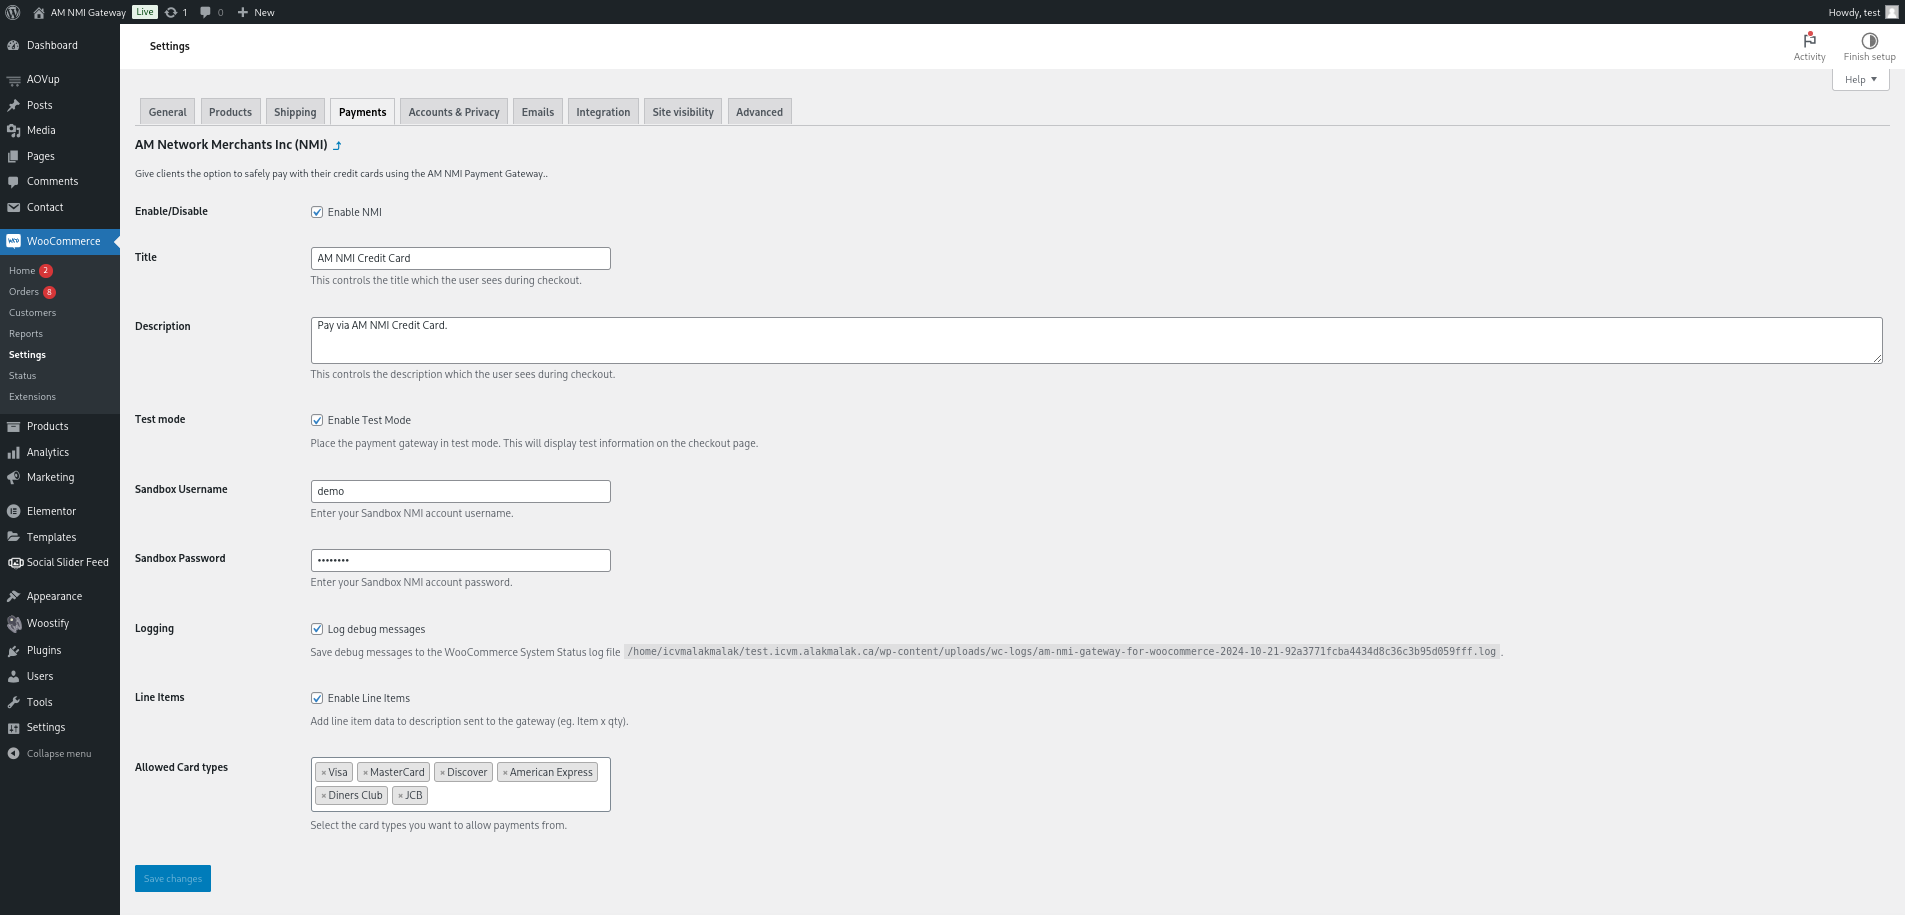 AM NMI Gateway Live 1 0 New Howdy, test
Dashboard
AOVup
Posts
Media
Pages
Comments
Contact
WooCommerce
Home 2
Orders 8
Customers
Reports
Settings
Status
Extensions
Products
Analytics
Marketing
Elementor
Templates
Social Slider Feed
Appearance
Woostify
Plugins
Users
Tools
Settings
Collapse menu
Settings
Activity Finish setup
Help
General Products Shipping Payments Accounts & Privacy Emails Integration Site visibility Advanced
AM Network Merchants Inc (NMI)
Give clients the option to safely pay with their credit cards using the AM NMI Payment Gateway..
Enable/Disable Enable NMI
Title AM NMI Credit Card
This controls the title which the user sees during checkout.
Description Pay via AM NMI Credit Card.
This controls the description which the user sees during checkout.
Test mode Enable Test Mode
Place the payment gateway in test mode. This will display test information on the checkout page.
Sandbox Username demo
Enter your Sandbox NMI account username.
Sandbox Password ••••••••
Enter your Sandbox NMI account password.
Logging Log debug messages
Save debug messages to the WooCommerce System Status log file /home/icvmalakmalak/test.icvm.alakmalak.ca/wp-content/uploads/wc-logs/am-nmi-gateway-for-woocommerce-2024-10-21-92a3771fcba4434d8c36c3b95d059fff.log.
Line Items Enable Line Items
Add line item data to description sent to the gateway (eg. Item x qty).
Allowed Card types × Visa × MasterCard × Discover × American Express
× Diners Club × JCB
Select the card types you want to allow payments from.
Save changes